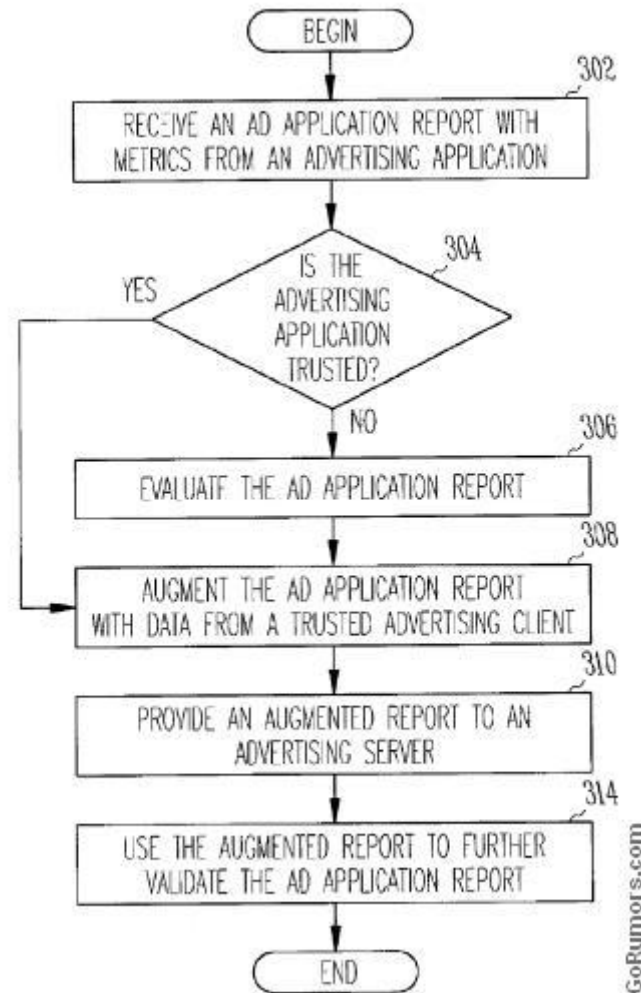 BEGIN
302
RECEIVE AN AD APPLICATION REPORT WITH
METRICS FROM AN ADVERTISING APPLICATION
304
YES
IS THE
ADVERTISING
APPLICATION
TRUSTED?
NO
306
EVALUATE THE AD APPLICATION REPORT
308
AUGMENT THE AD APPLICATION REPORT
WITH DATA FROM A TRUSTED ADVERTISING CLIENT
310
PROVIDE AN AUGMENTED REPORT TO AN
ADVERTISING SERVER
314
USE THE AUGMENTED REPORT TO FURTHER
VALIDATE THE AD APPLICATION REPORT
END
GoRumors.com